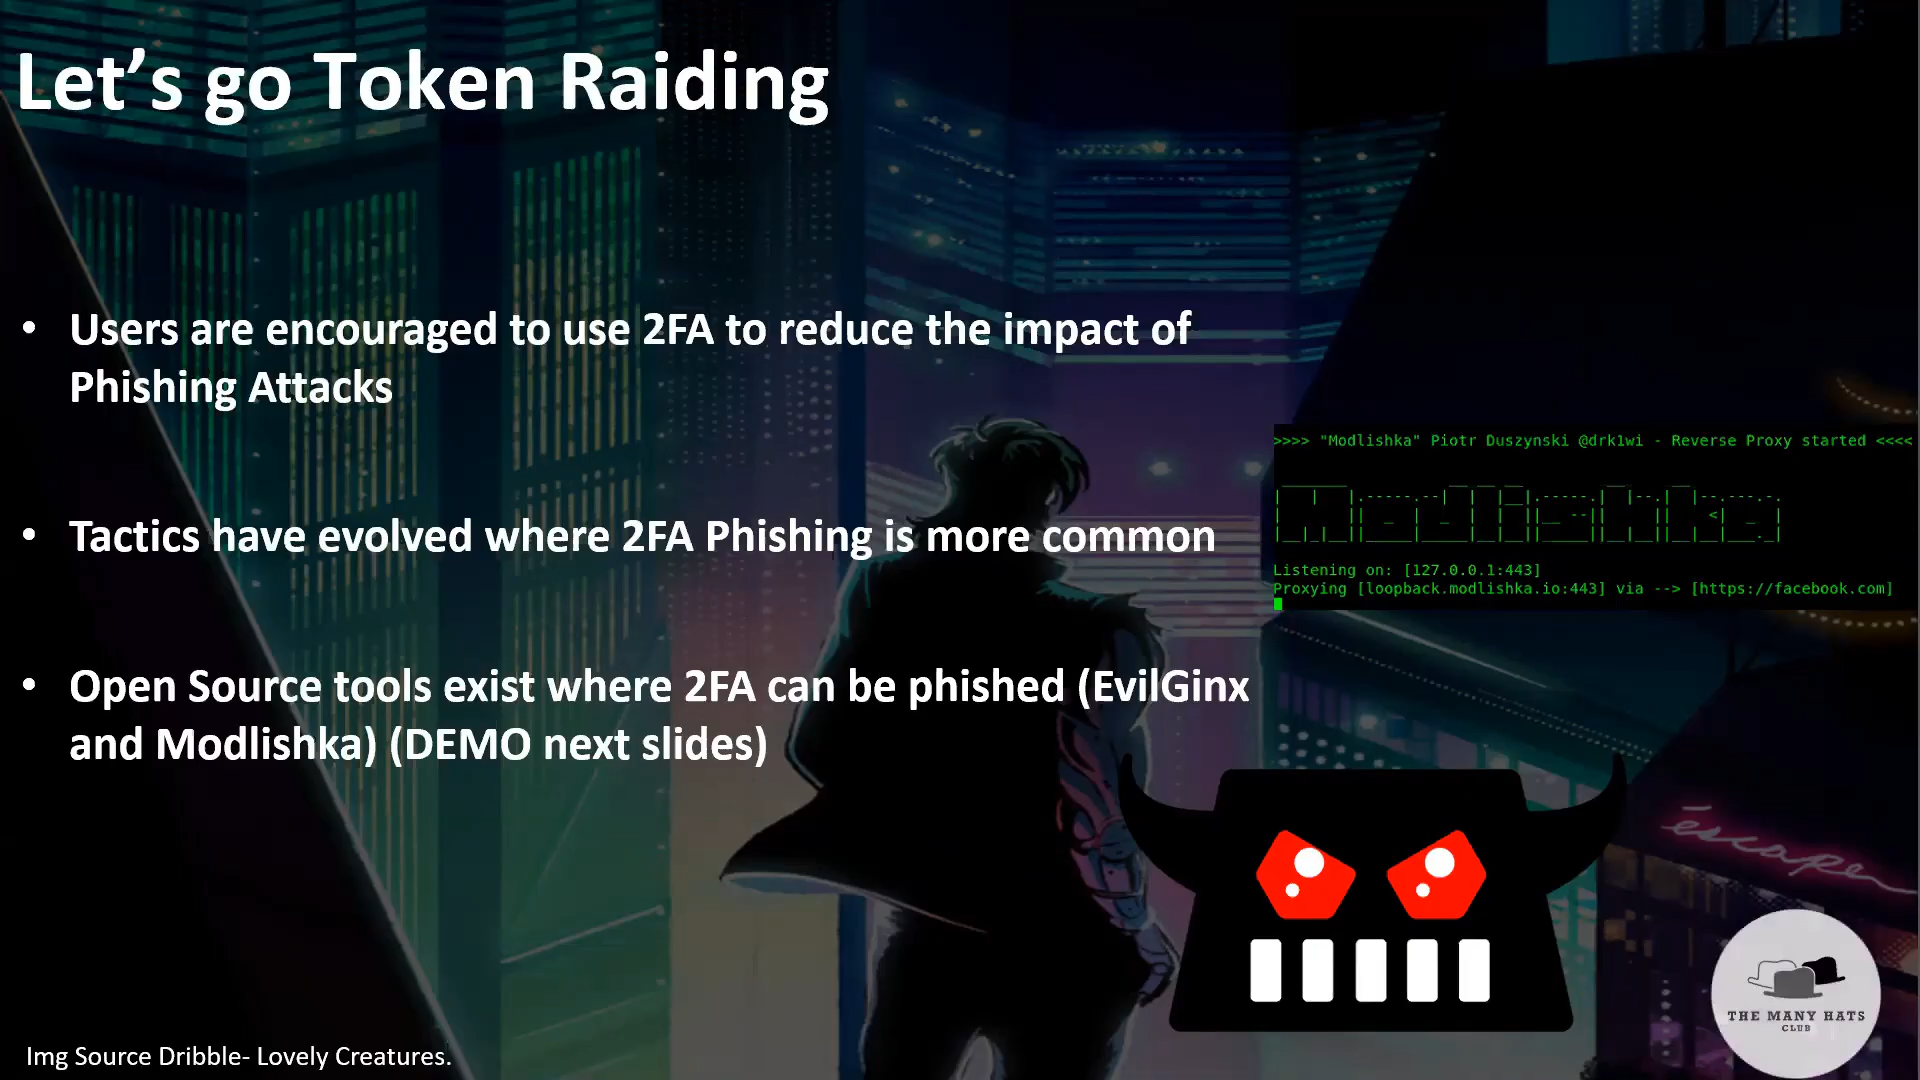 Let’s go Token Raiding
• Users are encouraged to use 2FA to reduce the impact of
Phishing Attacks
• Tactics have evolved where 2FA Phishing is more common
• Open Source tools exist where 2FA can be phished (EvilGinx
and Modlishka) (DEMO next slides)
>>>> "Modlishka" Piotr Duszynski @drk1wi - Reverse Proxy started <<<<
Modlishka
Listening on: [127.0.0.1:443]
Proxying [loopback.modlishka.io:443] via --> [https://facebook.com]
escape
THE MANY HATS
CLUB
Img Source Dribble- Lovely Creatures.